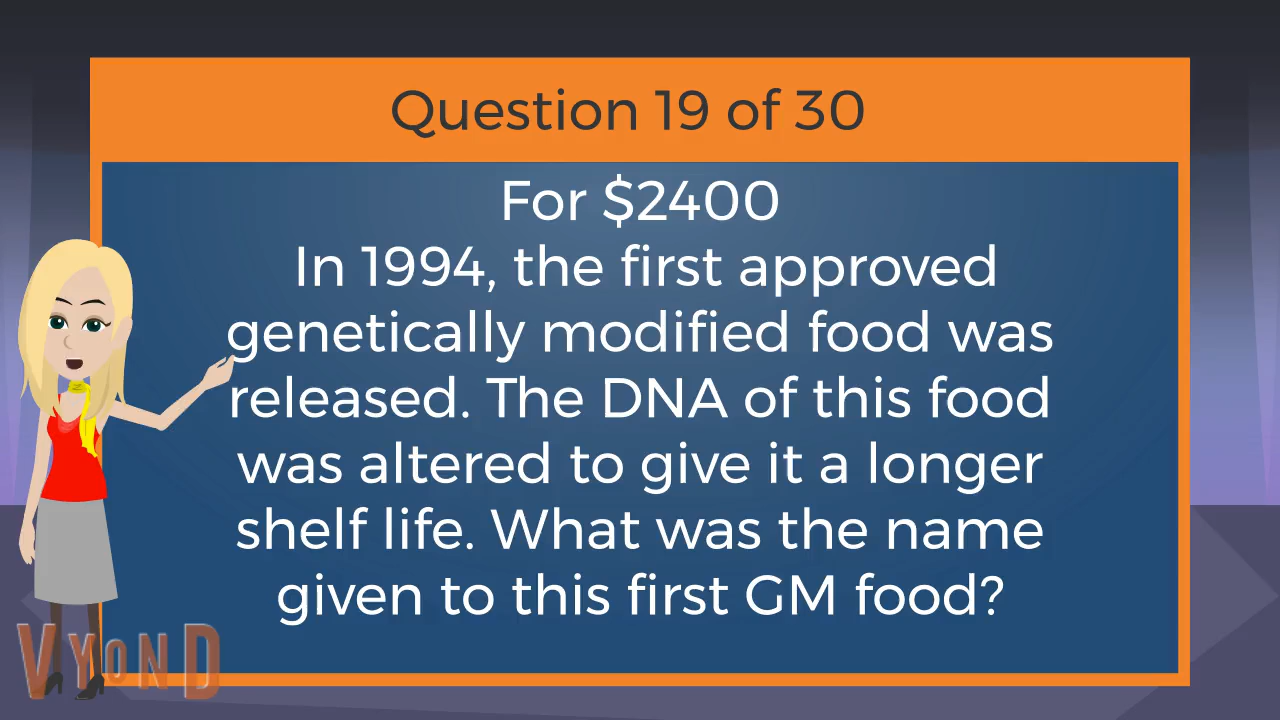 Question 19 of 30
For $2400
In 1994, the first approved
genetically modified food was
released. The DNA of this food
was altered to give it a longer
shelf life. What was the name
given to this first GM food?
VYOND